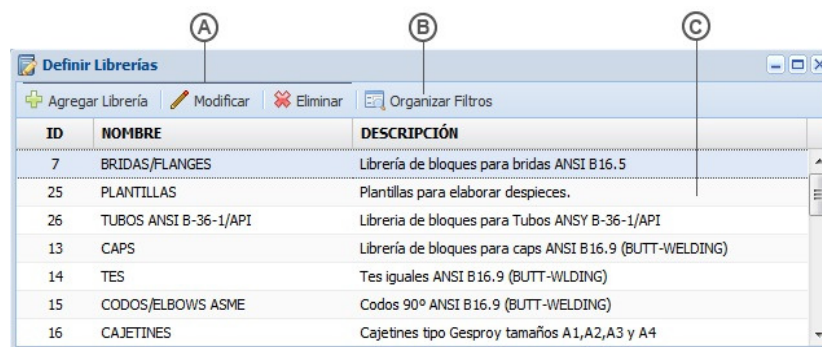 A B C
Definir Librerías
Agregar Librería Modificar Eliminar Organizar Filtros
ID NOMBRE DESCRIPCIÓN
7 BRIDAS/FLANGES Librería de bloques para bridas ANSI B16.5
25 PLANTILLAS Plantillas para elaborar despieces.
26 TUBOS ANSI B-36-1/API Libreria de bloques para Tubos ANSY B-36-1/API
13 CAPS Librería de bloques para caps ANSI B16.9 (BUTT-WELDING)
14 TES Tes iguales ANSI B16.9 (BUTT-WLDING)
15 CODOS/ELBOWS ASME Codos 90º ANSI B16.9 (BUTT-WELDING)
16 CAJETINES Cajetines tipo Gesproy tamaños A1,A2,A3 y A4